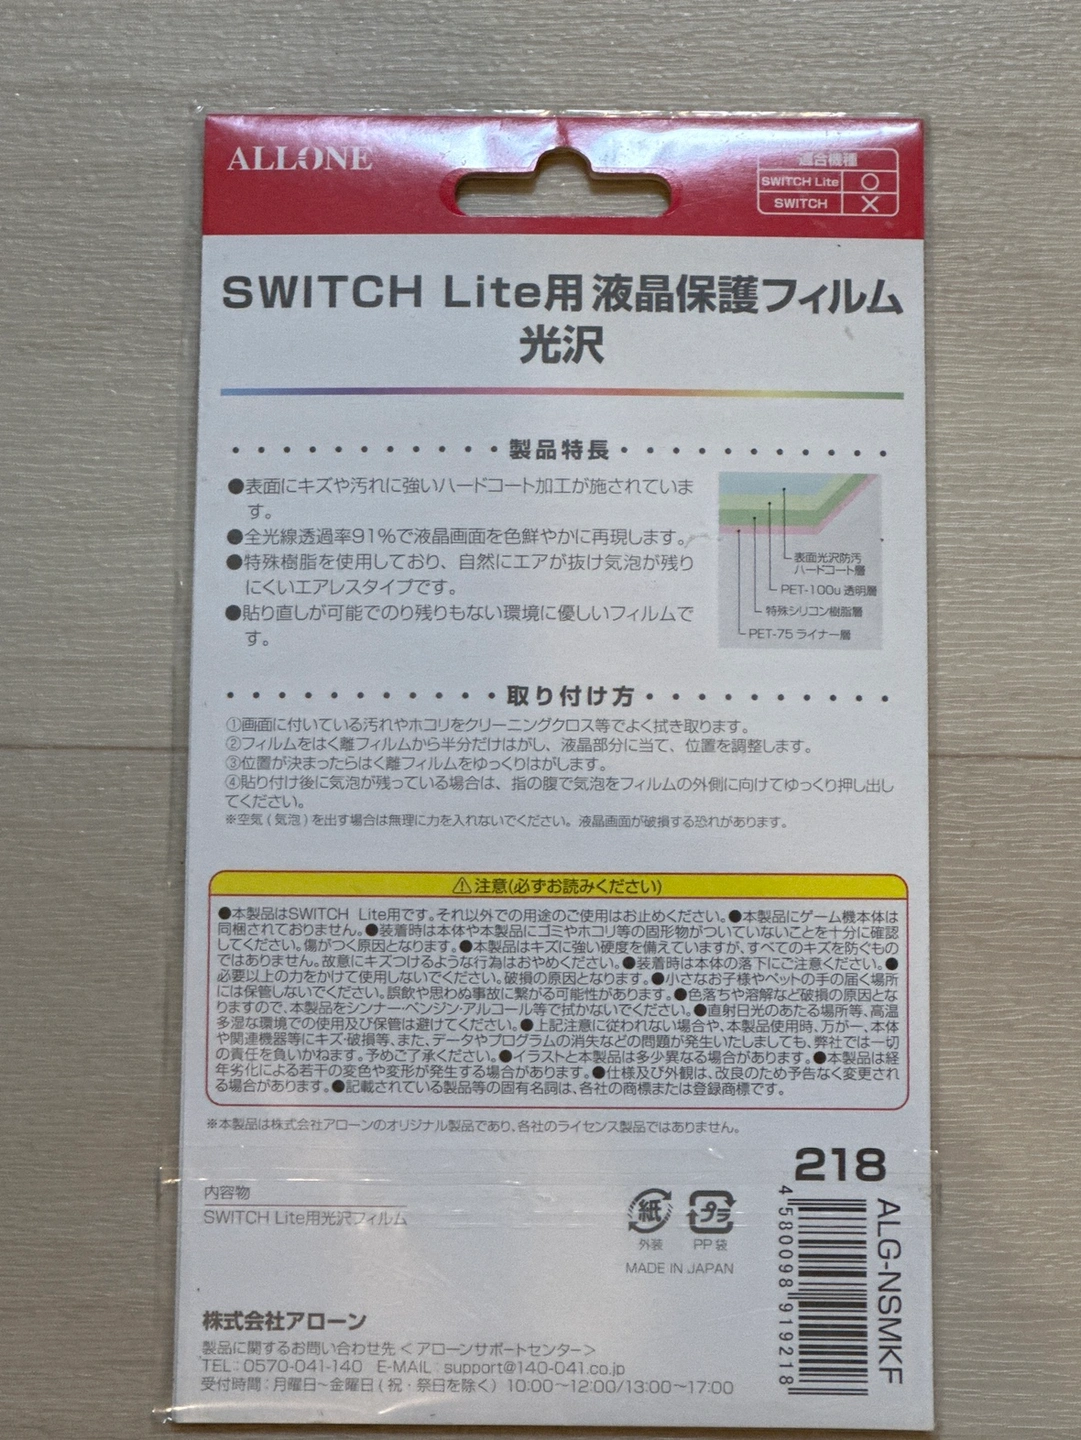 ALLONE
適合機種
SWITCH Lite ○
SWITCH ×
SWITCH Lite用 液晶保護フィルム
光沢
製品特長
●表面にキズや汚れに強いハードコート加工が施されていま
す。
●全光線透過率91%で液晶画面を色鮮やかに再現します。
●特殊樹脂を使用しており、自然にエアが抜け気泡が残り
にくいエアレスタイプです。
●貼り直しが可能でのり残りもない環境に優しいフィルムで
す。
表面光沢防汚
ハードコート層
PET-100u 透明層
特殊シリコン樹脂層
PET-75 ライナー層
取り付け方
①画面に付いている汚れやホコリをクリーニングクロス等でよく拭き取ります。
②フィルムをはく離フィルムから半分だけはがし、液晶部分に当て、位置を調整します。
③位置が決まったらはく離フィルムをゆっくりはがします。
④貼り付け後に気泡が残っている場合は、指の腹で気泡をフィルムの外側に向けてゆっくり押し出し
てください。
※空気(気泡)を出す場合は無理に力を入れないでください。液晶画面が破損する恐れがあります。
⚠注意(必ずお読みください)
●本製品はSWITCH Lite用です。それ以外での用途のご使用はお止めください。●本製品にゲーム機本体は
同梱されておりません。●装着時は本体や本製品にゴミやホコリ等の固形物がついていないことを十分に確認
してください。傷がつく原因となります。●本製品はキズに強い硬度を備えていますが、すべてのキズを防ぐもの
ではありません。故意にキズつけるような行為はおやめください。●装着時は本体の落下にご注意ください。●
必要以上の力をかけて使用しないでください。破損の原因となります。●小さなお子様やペットの手の届く場所
には保管しないでください。誤飲や思わぬ事故に繋がる可能性があります。●色落ちや溶解など破損の原因とな
りますので、本製品をシンナー・ベンジン・アルコール等で拭かないでください。●直射日光のあたる場所等、高温
多湿な環境での使用及び保管は避けてください。●上記注意に従われない場合や、本製品使用時、万が一、本体
や関連機器等にキズ・破損等、また、データやプログラムの消失などの問題が発生いたしましても、弊社では一切
の責任を負いかねます。予めご了承ください。●イラストと本製品は多少異なる場合があります。●本製品は経
年劣化による若干の変色や変形が発生する場合があります。●仕様及び外観は、改良のため予告なく変更され
る場合があります。●記載されている製品等の固有名詞は、各社の商標または登録商標です。
※本製品は株式会社アローンのオリジナル製品であり、各社のライセンス製品ではありません。
内容物
SWITCH Lite用光沢フィルム
紙
外装
プラ
PP袋
MADE IN JAPAN
218
4 580098 919218
ALG-NSMKF
株式会社アローン
製品に関するお問い合わせ先 < アローンサポートセンター >
TEL:0570-041-140 E-MAIL:support@140-041.co.jp
受付時間:月曜日~金曜日(祝・祭日を除く) 10:00~12:00/13:00~17:00